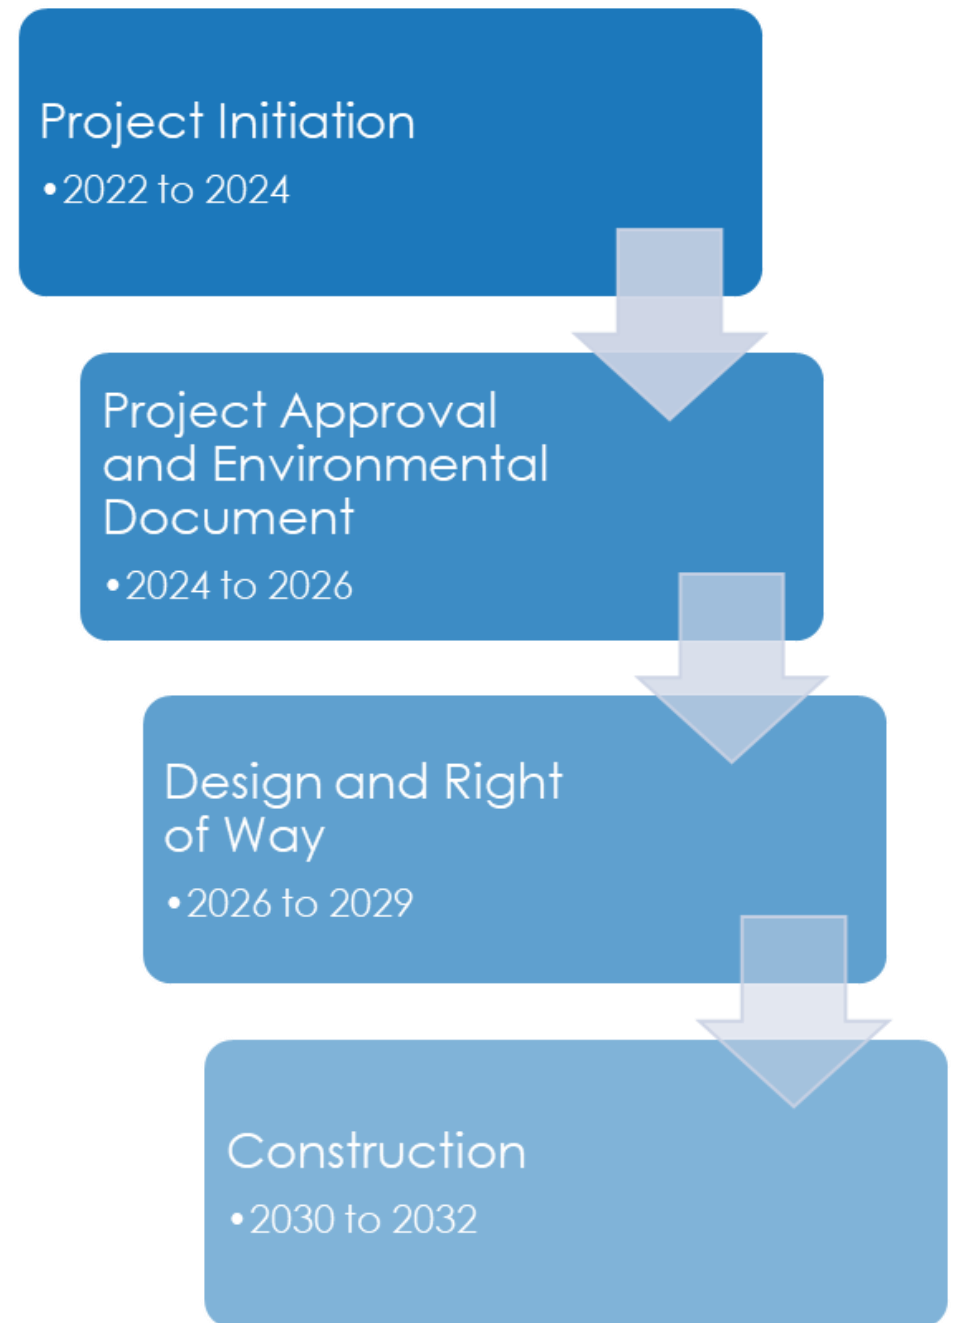 Project Initiation
•2022 to 2024
Project Approval
and Environmental
Document
•2024 to 2026
Design and Right
of Way
•2026 to 2029
Construction
•2030 to 2032